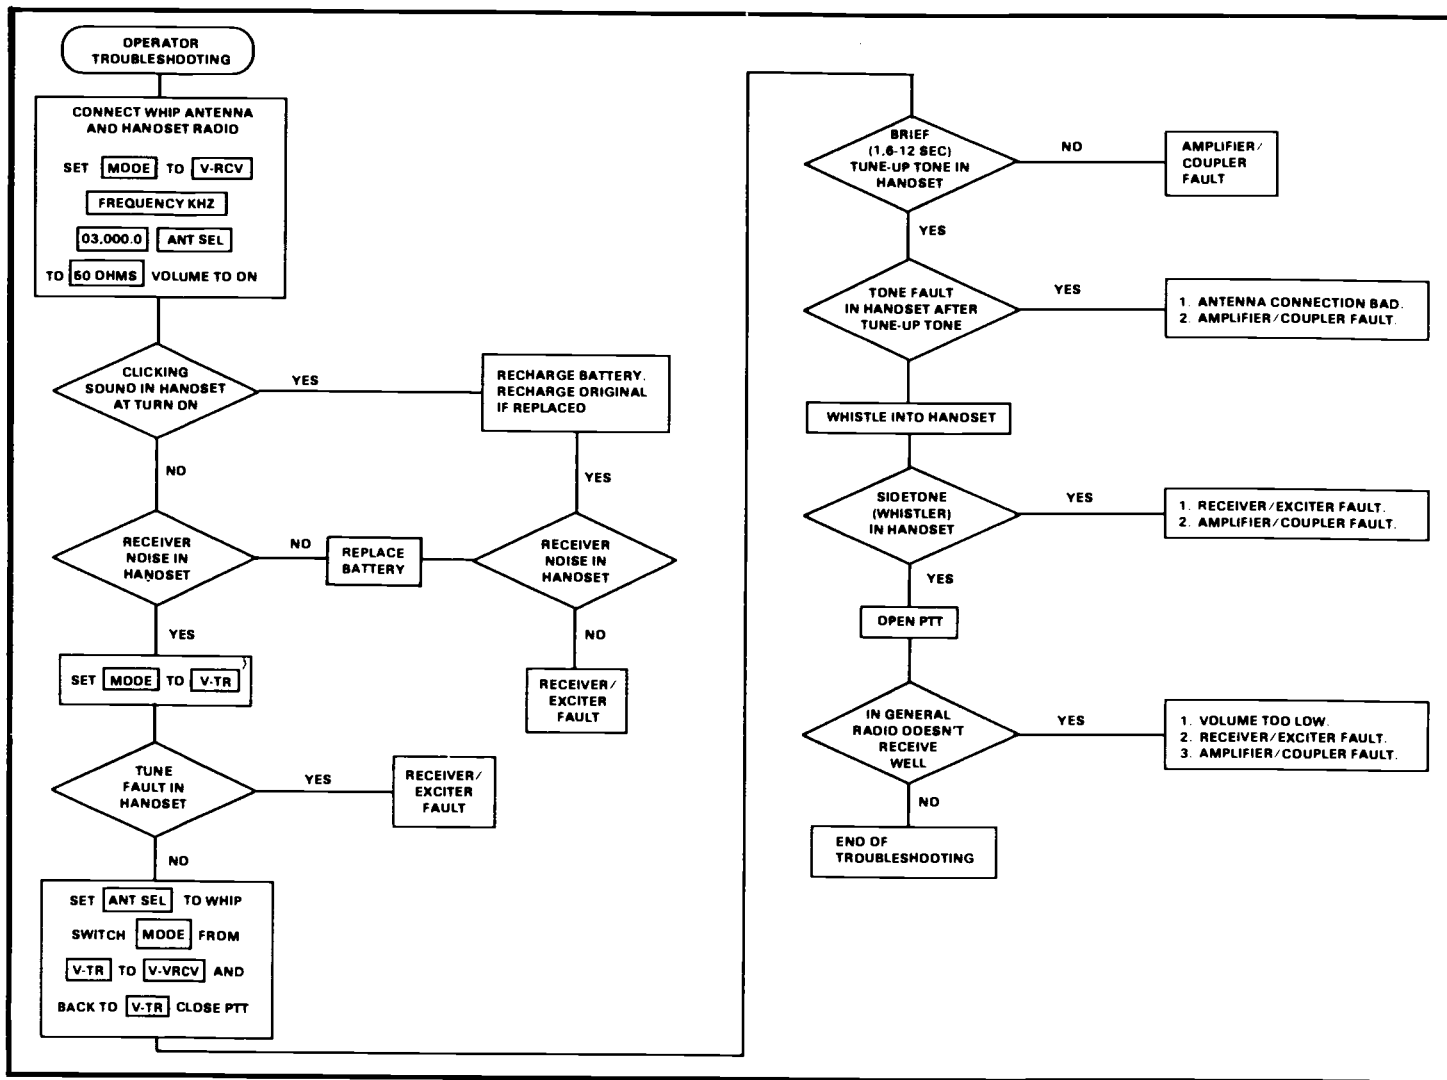 OPERATOR
TROUBLESHOOTING
CONNECT WHIP ANTENNA
AND HANDSET RADIO
SET MODE TO V-RCV
FREQUENCY KHZ
03,000.0 ANT SEL
TO 50 OHMS VOLUME TO ON
CLICKING
SOUND IN HANDSET
AT TURN ON
YES
RECHARGE BATTERY.
RECHARGE ORIGINAL
IF REPLACED
NO
YES
RECEIVER
NOISE IN
HANDSET
NO
REPLACE
BATTERY
RECEIVER
NOISE IN
HANDSET
YES
NO
SET MODE TO V-TR
RECEIVER/
EXCITER
FAULT
TUNE
FAULT IN
HANDSET
YES
RECEIVER/
EXCITER
FAULT
NO
SET ANT SEL TO WHIP
SWITCH MODE FROM
V-TR TO V-VRCV AND
BACK TO V-TR CLOSE PTT
BRIEF
(1,6-12 SEC)
TUNE-UP TONE IN
HANDSET
NO
AMPLIFIER/
COUPLER
FAULT
YES
TONE FAULT
IN HANDSET AFTER
TUNE-UP TONE
YES
1. ANTENNA CONNECTION BAD.
2. AMPLIFIER/COUPLER FAULT.
WHISTLE INTO HANDSET
SIDETONE
(WHISTLER)
IN HANDSET
YES
1. RECEIVER/EXCITER FAULT.
2. AMPLIFIER/COUPLER FAULT.
YES
OPEN PTT
IN GENERAL
RADIO DOESN'T
RECEIVE
WELL
YES
1. VOLUME TOO LOW.
2. RECEIVER/EXCITER FAULT.
3. AMPLIFIER/COUPLER FAULT.
NO
END OF
TROUBLESHOOTING